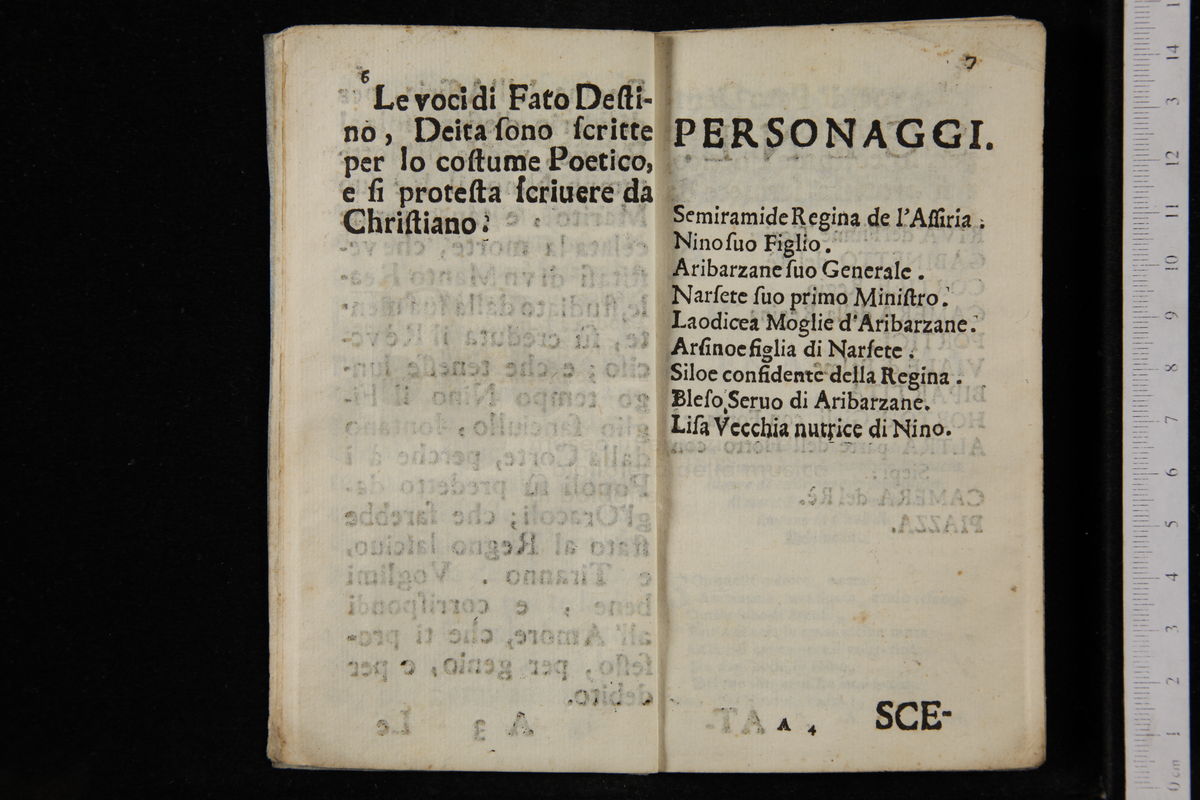 6
Le voci di Fato Desti-
no, Deita sono scritte
per lo costume Poetico,
e si protesta scriuere da
Christiano.
7
PERSONAGGI.
Semiramide Regina de l'Assiria.
Nino suo Figlio.
Aribarzane suo Generale.
Narsete suo primo Ministro.
Laodicea Moglie d'Aribarzane.
Arsinoe figlia di Narsete.
Siloe confidente della Regina.
Bleso Seruo di Aribarzane.
Lisa Vecchia nutrice di Nino.
A 4 SCE-